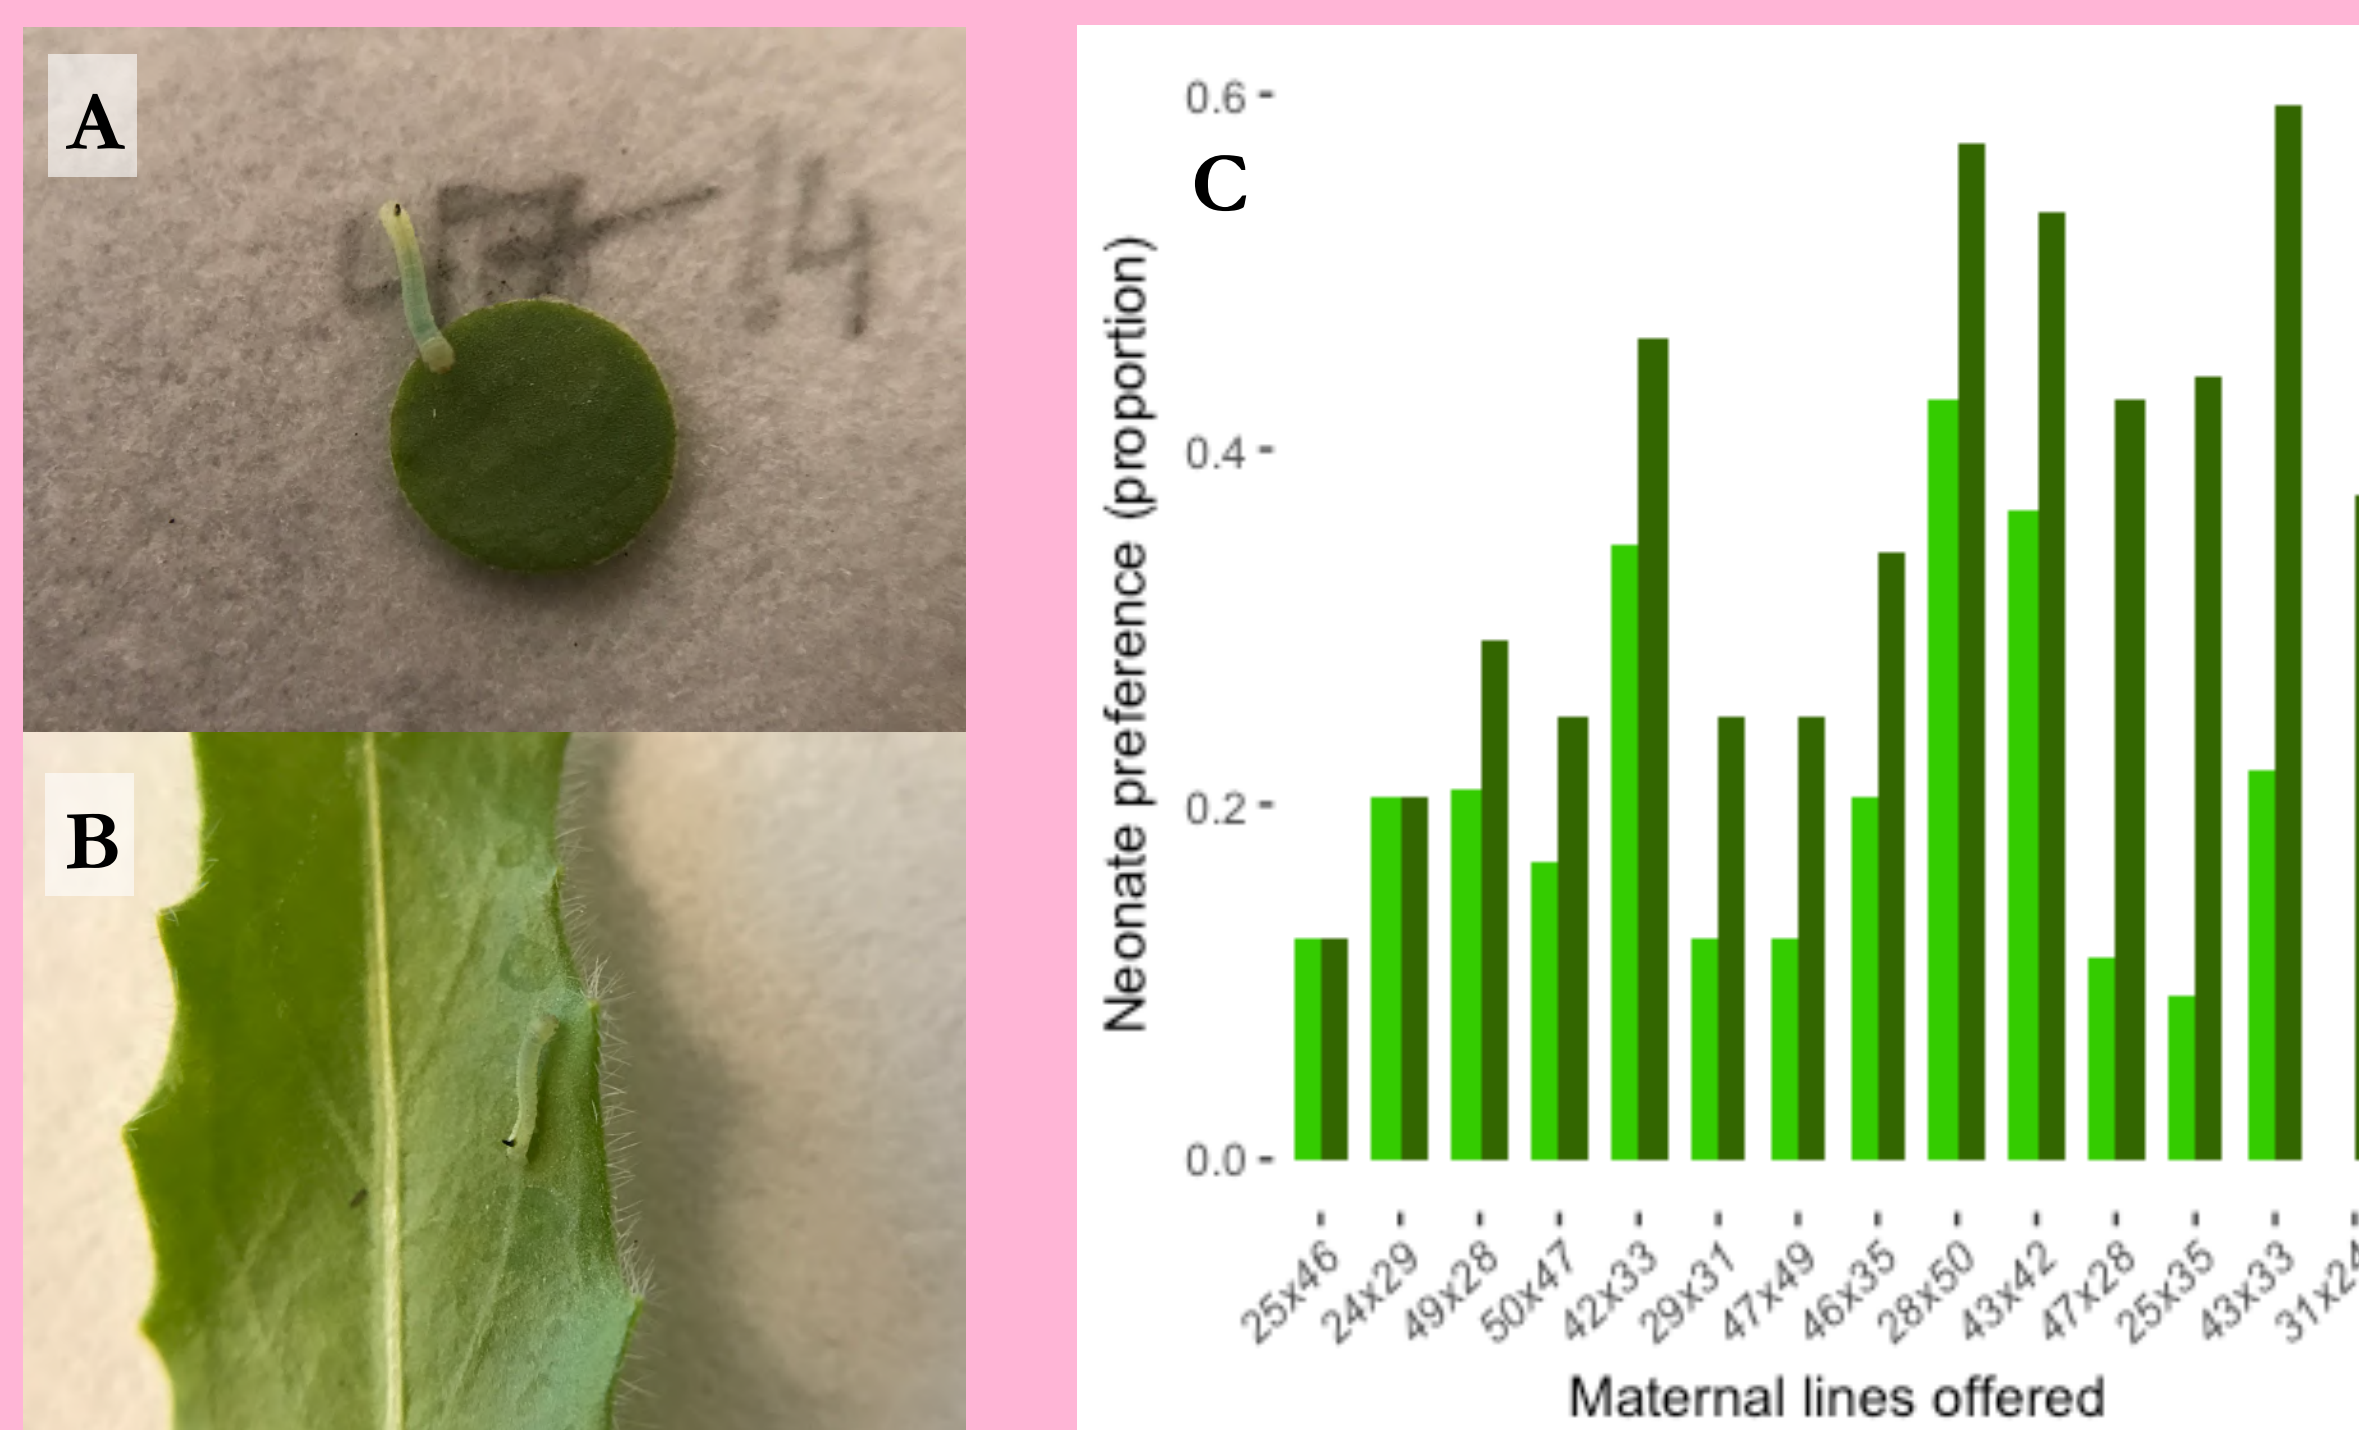 A
B
C
Neonate preference (proportion)
0.6
0.4
0.2
0.0
25x46
24x29
49x28
50x47
42x33
29x31
47x49
46x35
28x50
43x42
47x28
25x35
43x33
31x24
Maternal lines offered